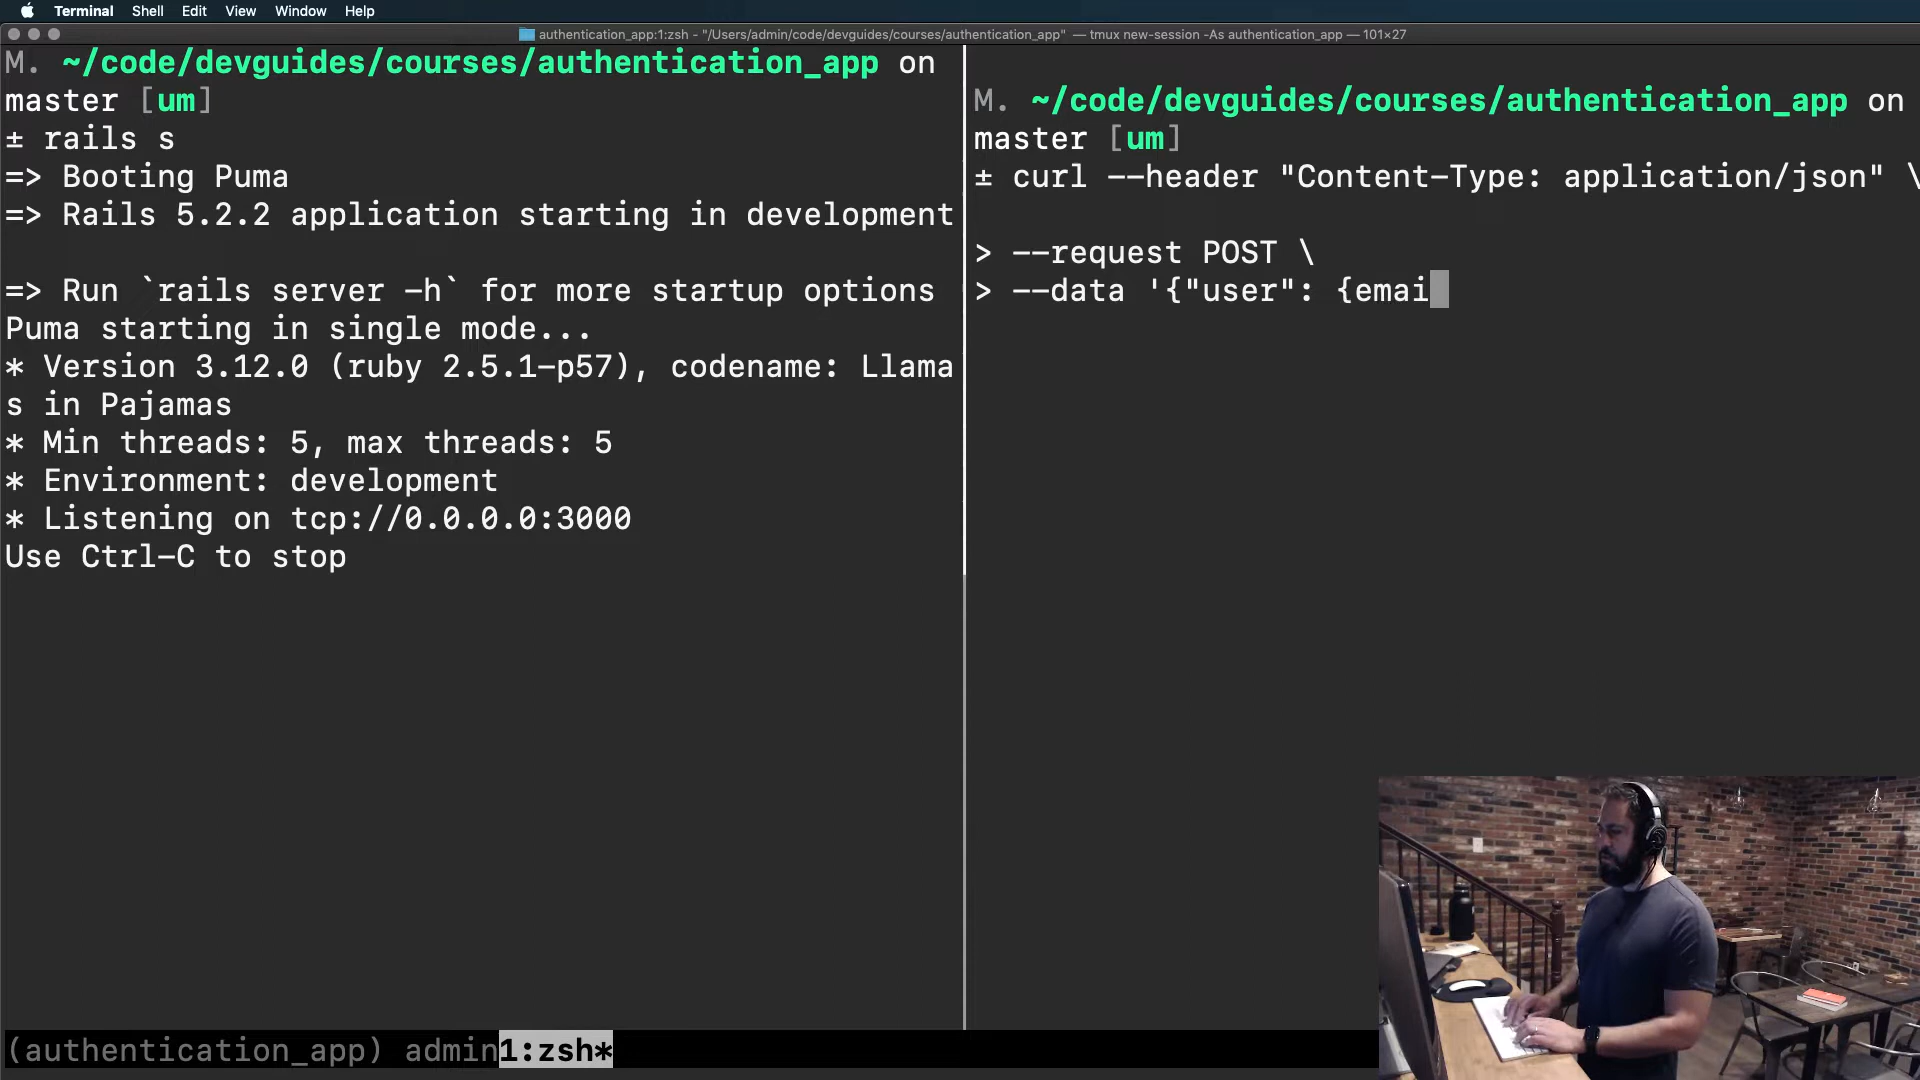 Terminal Shell Edit View Window Help
authentication_app:1:zsh - "/Users/admin/code/devguides/courses/authentication_app" — tmux new-session -As authentication_app — 101×27
M. ~/code/devguides/courses/authentication_app on
master [um]
± rails s
=> Booting Puma
=> Rails 5.2.2 application starting in development
=> Run `rails server -h` for more startup options
Puma starting in single mode...
* Version 3.12.0 (ruby 2.5.1-p57), codename: Llama
s in Pajamas
* Min threads: 5, max threads: 5
* Environment: development
* Listening on tcp://0.0.0.0:3000
Use Ctrl-C to stop
M. ~/code/devguides/courses/authentication_app on
master [um]
± curl --header "Content-Type: application/json" \
> --request POST \
> --data '{"user": {emai
(authentication_app) admin1:zsh*